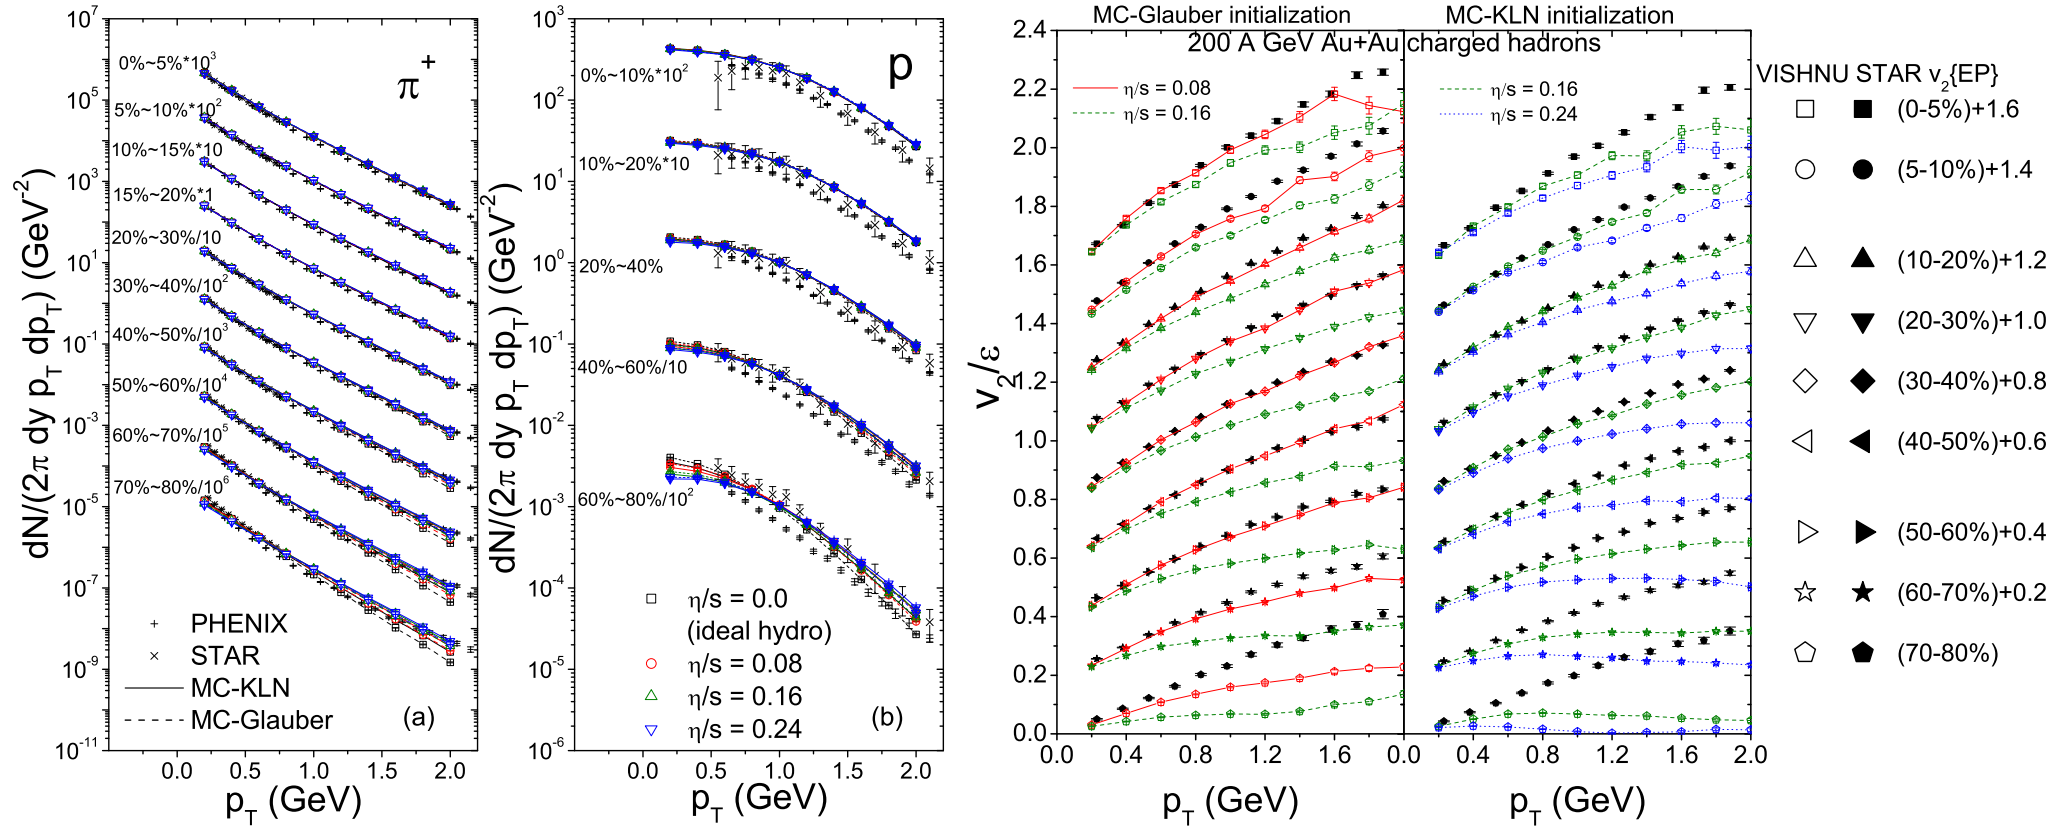 dN/(2π dy p_T dp_T) (GeV^-2)
10^7
10^5
10^3
10^1
10^-1
10^-3
10^-5
10^-7
10^-9
10^-11
π^+
0%~5%*10^3
5%~10%*10^2
10%~15%*10
15%~20%*1
20%~30%/10
30%~40%/10^2
40%~50%/10^3
50%~60%/10^4
60%~70%/10^5
70%~80%/10^6
PHENIX
STAR
MC-KLN
MC-Glauber
(a)
0.0 0.5 1.0 1.5 2.0
p_T (GeV)
dN/(2π dy p_T dp_T) (GeV^-2)
10^3
10^2
10^1
10^0
10^-1
10^-2
10^-3
10^-4
10^-5
10^-6
p
0%~10%*10^2
10%~20%*10
20%~40%
40%~60%/10
60%~80%/10^2
η/s = 0.0
(ideal hydro)
η/s = 0.08
η/s = 0.16
η/s = 0.24
(b)
0.0 0.5 1.0 1.5 2.0
p_T (GeV)
MC-Glauber initialization MC-KLN initialization
200 A GeV Au+Au charged hadrons
v_2/ε
2.4
2.2
2.0
1.8
1.6
1.4
1.2
1.0
0.8
0.6
0.4
0.2
0.0
η/s = 0.08
η/s = 0.16
η/s = 0.16
η/s = 0.24
0.0 0.4 0.8 1.2 1.6 0.0 0.4 0.8 1.2 1.6 2.0
p_T (GeV) p_T (GeV)
VISHNU STAR v_2{EP}
(0-5%)+1.6
(5-10%)+1.4
(10-20%)+1.2
(20-30%)+1.0
(30-40%)+0.8
(40-50%)+0.6
(50-60%)+0.4
(60-70%)+0.2
(70-80%)